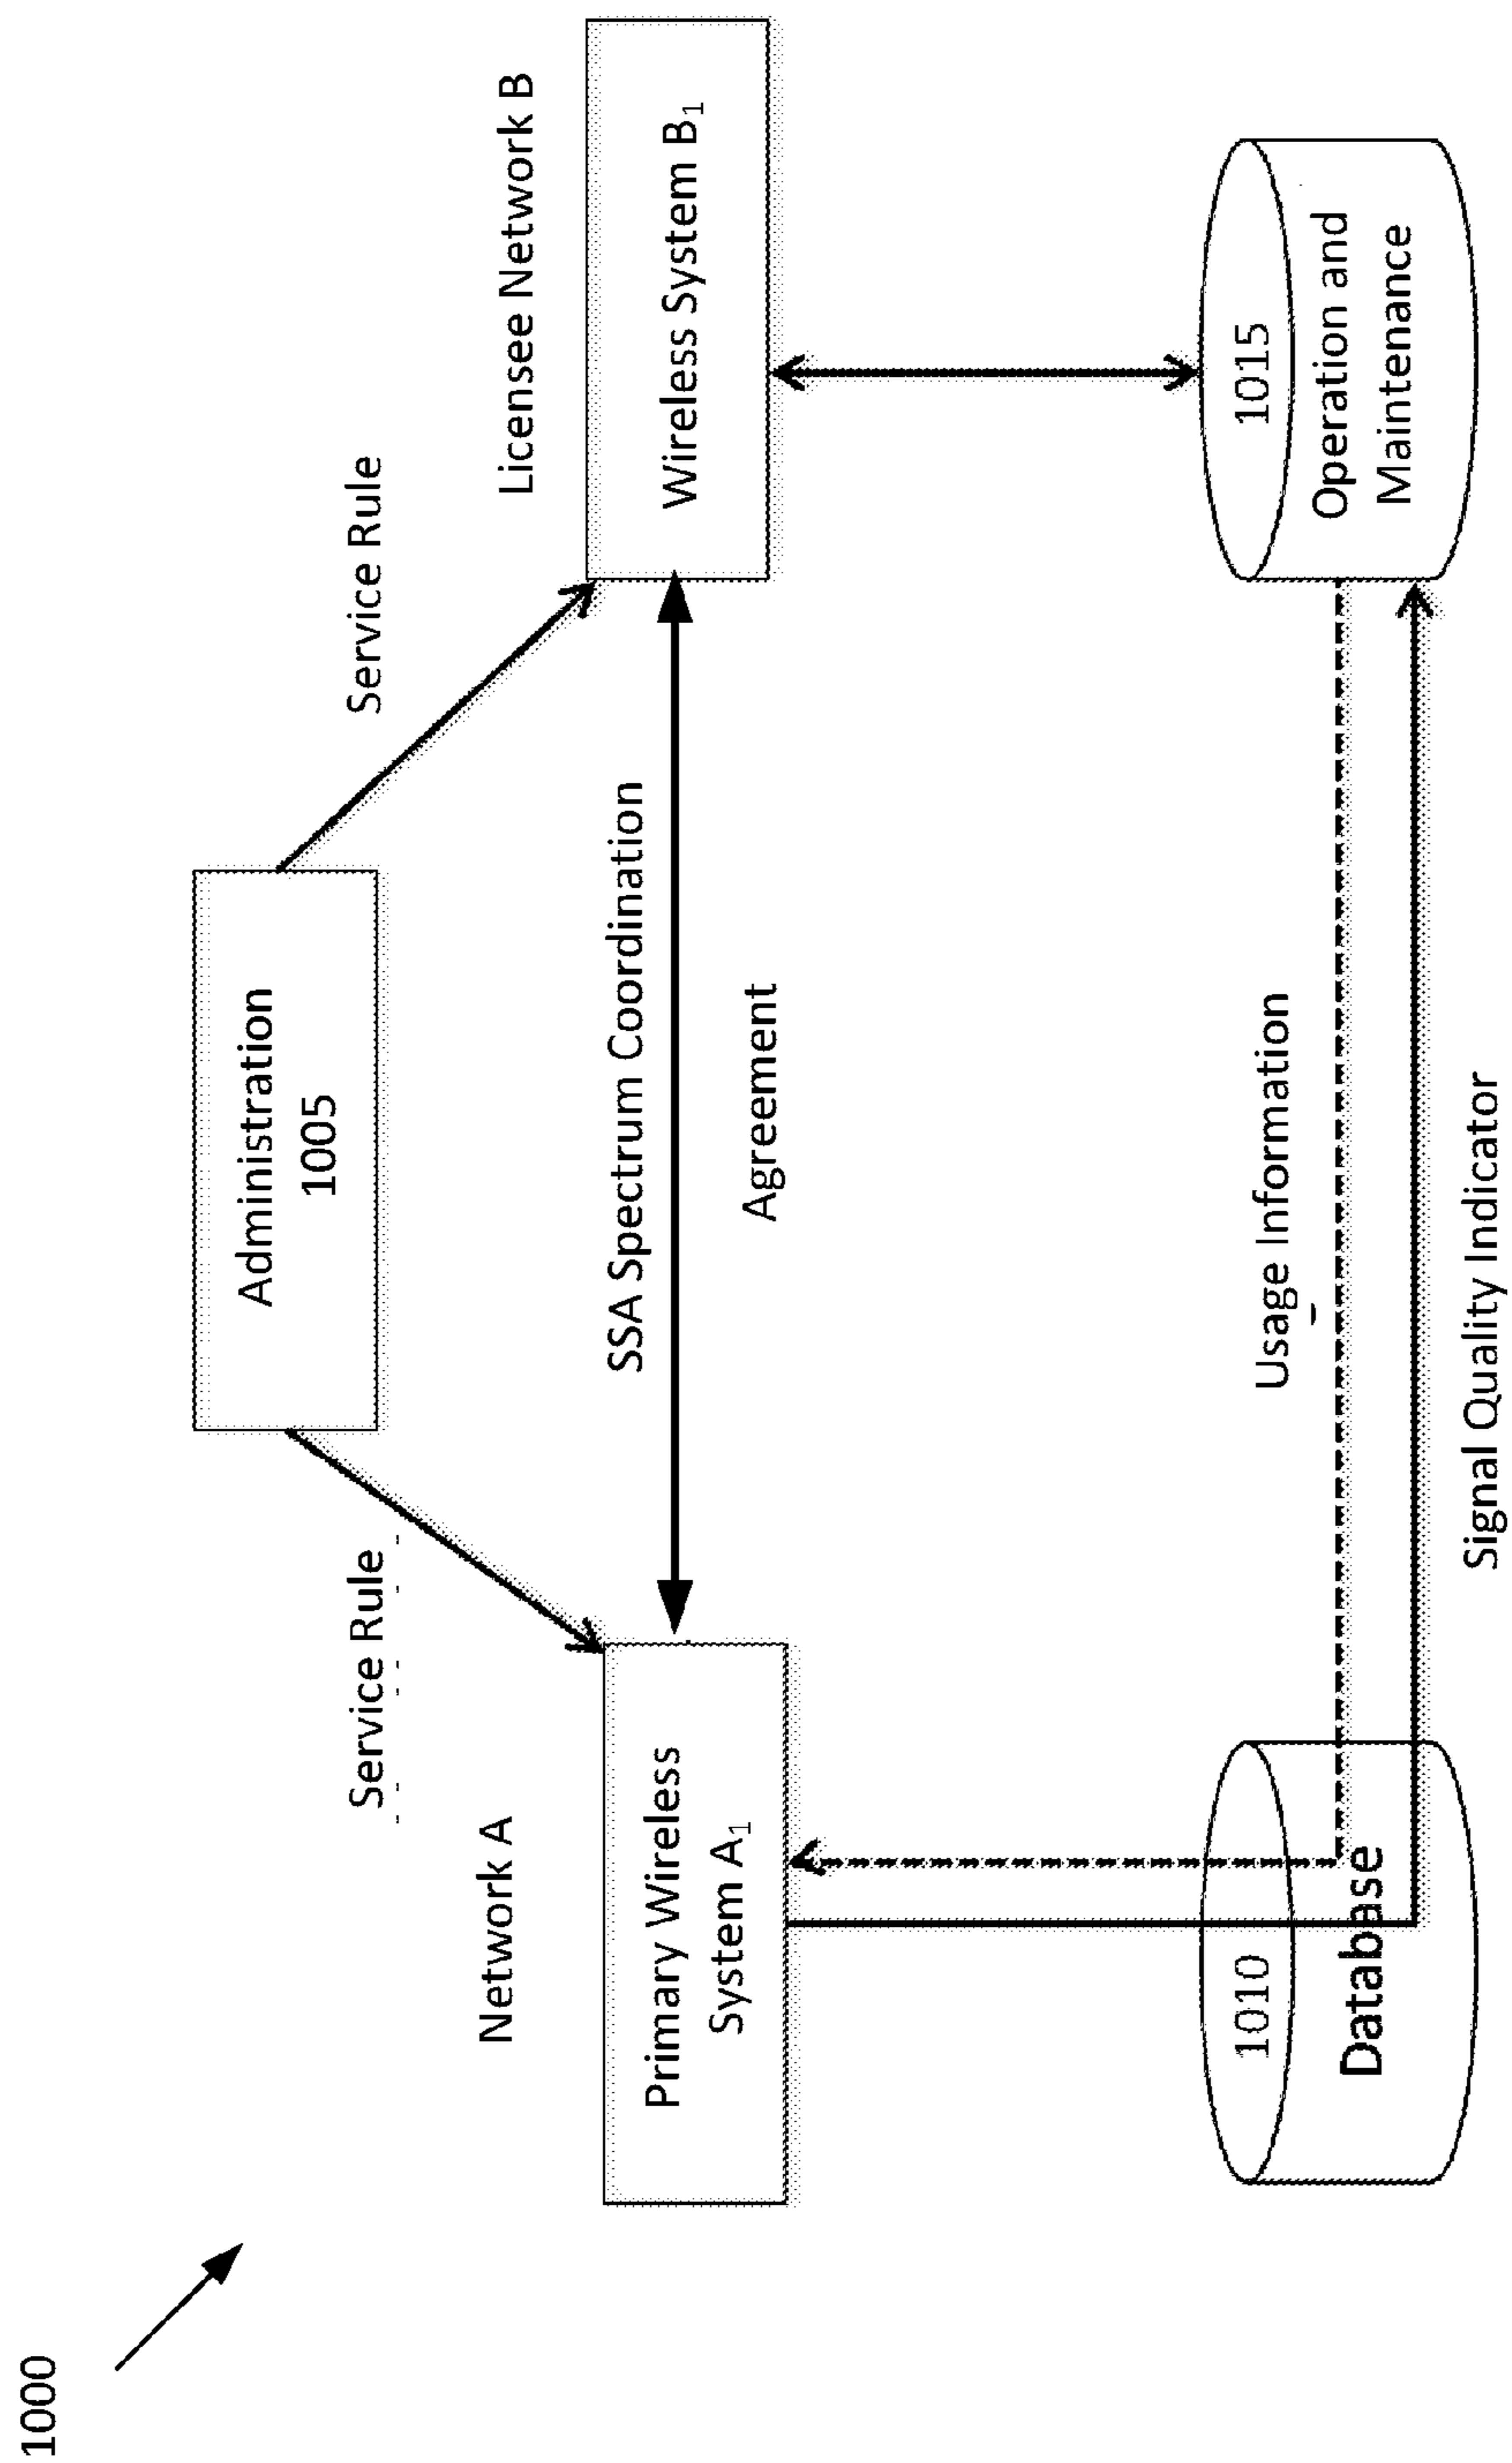 1000
Administration
1005
Service Rule
Service Rule
Network A
Licensee Network B
Primary Wireless
System A₁
SSA Spectrum Coordination
Agreement
Wireless System B₁
1010
Database
Usage Information
Signal Quality Indicator
1015
Operation and
Maintenance